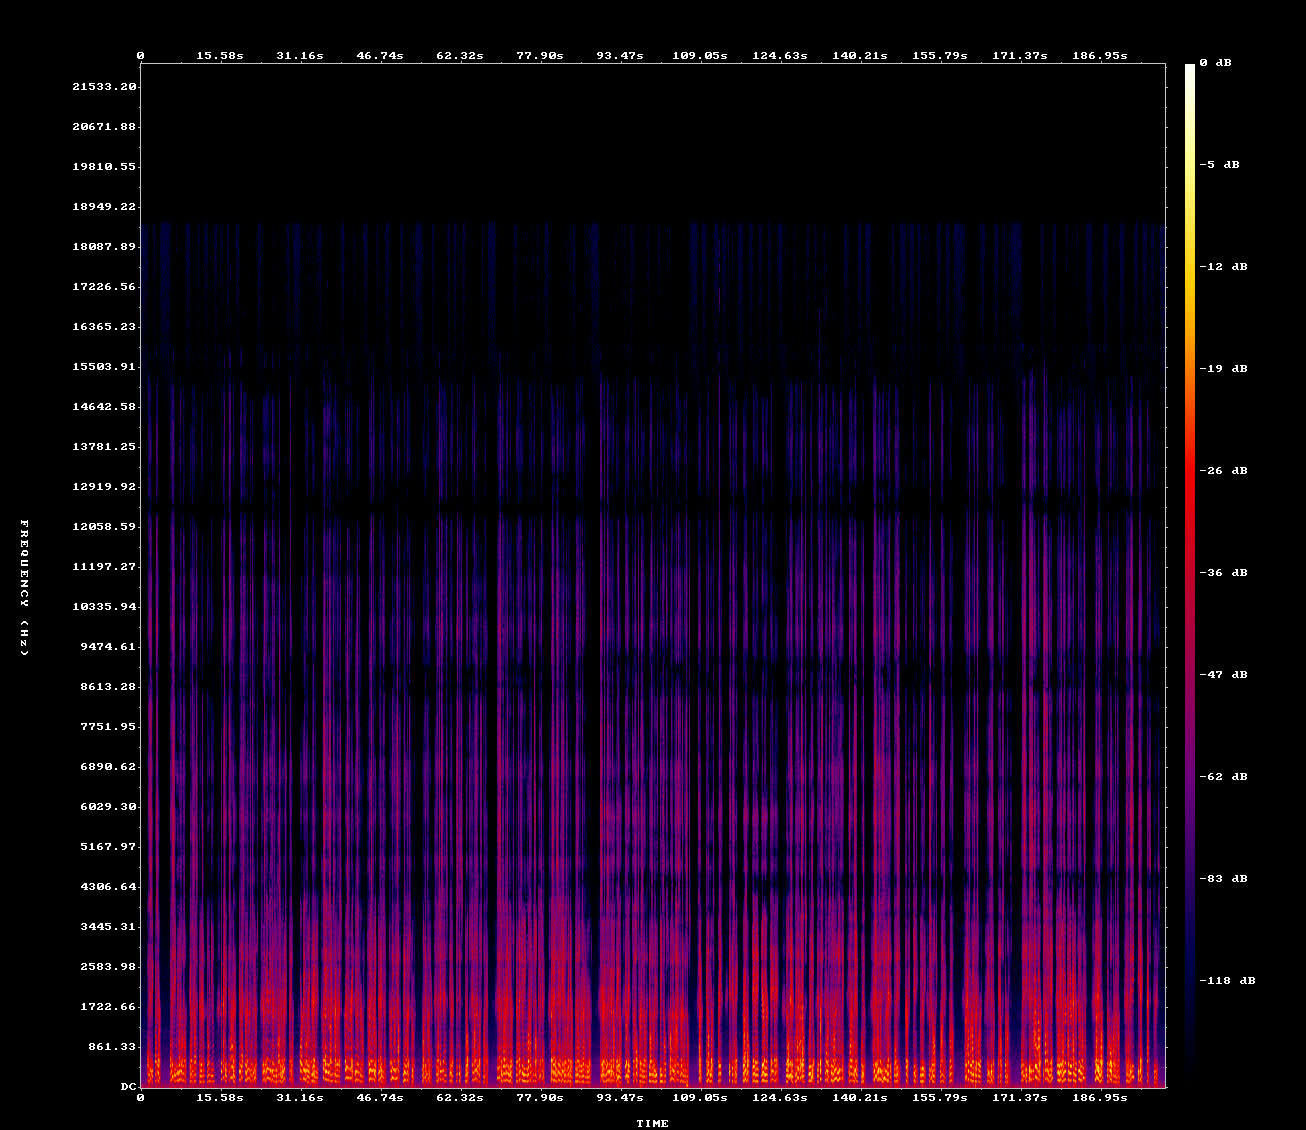 0 15.58s 31.16s 46.74s 62.32s 77.90s 93.47s 109.05s 124.63s 140.21s 155.79s 171.37s 186.95s
21533.20
20671.88
19810.55
18949.22
18087.89
17226.56
16365.23
15503.91
14642.58
13781.25
12919.92
12058.59
11197.27
10335.94
9474.61
8613.28
7751.95
6890.62
6029.30
5167.97
4306.64
3445.31
2583.98
1722.66
861.33
DC
FREQUENCY (Hz)
0 dB
-5 dB
-12 dB
-19 dB
-26 dB
-36 dB
-47 dB
-62 dB
-83 dB
-118 dB
0 15.58s 31.16s 46.74s 62.32s 77.90s 93.47s 109.05s 124.63s 140.21s 155.79s 171.37s 186.95s
TIME